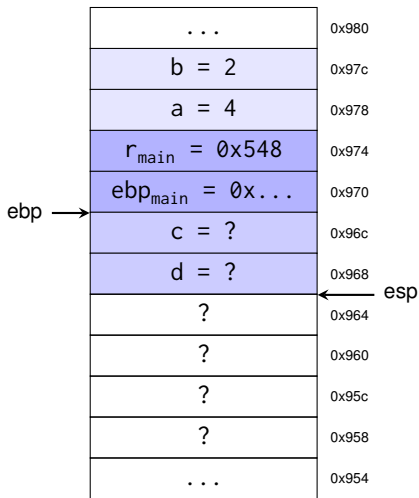 ... 0x980
b = 2 0x97c
a = 4 0x978
r_main = 0x548 0x974
ebp_main = 0x... 0x970
ebp
c = ? 0x96c
d = ? 0x968
esp
? 0x964
? 0x960
? 0x95c
? 0x958
... 0x954